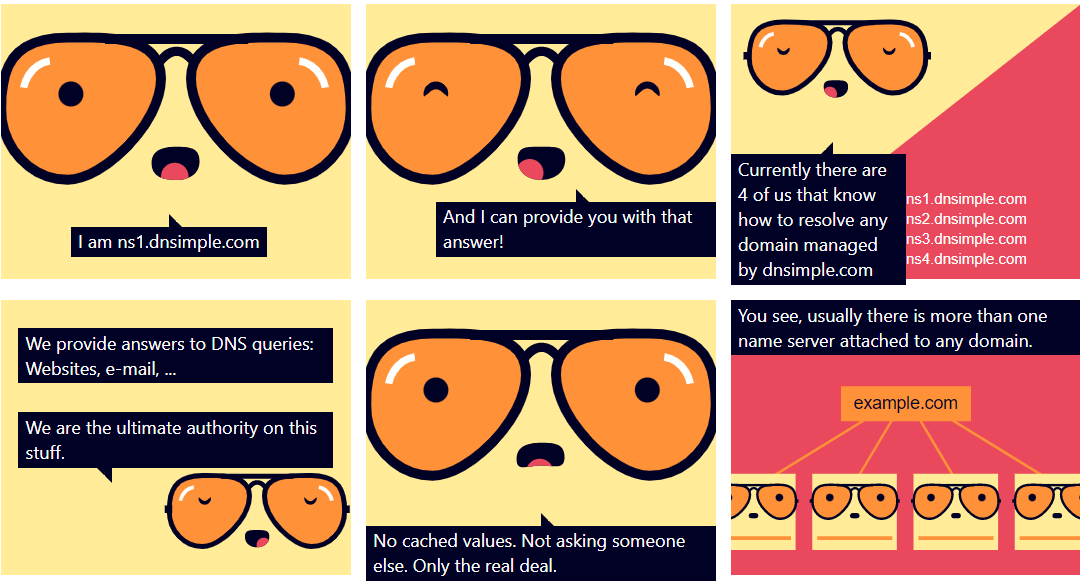 I am ns1.dnsimple.com
And I can provide you with that
answer!
Currently there are
4 of us that know
how to resolve any
domain managed
by dnsimple.com
ns1.dnsimple.com
ns2.dnsimple.com
ns3.dnsimple.com
ns4.dnsimple.com
We provide answers to DNS queries:
Websites, e-mail, ...
We are the ultimate authority on this
stuff.
No cached values. Not asking someone
else. Only the real deal.
You see, usually there is more than one
name server attached to any domain.
example.com